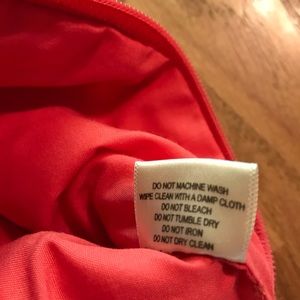 DO NOT MACHINE WASH
WIPE CLEAN WITH A DAMP CLOTH
DO NOT BLEACH
DO NOT TUMBLE DRY
DO NOT IRON
DO NOT DRY CLEAN